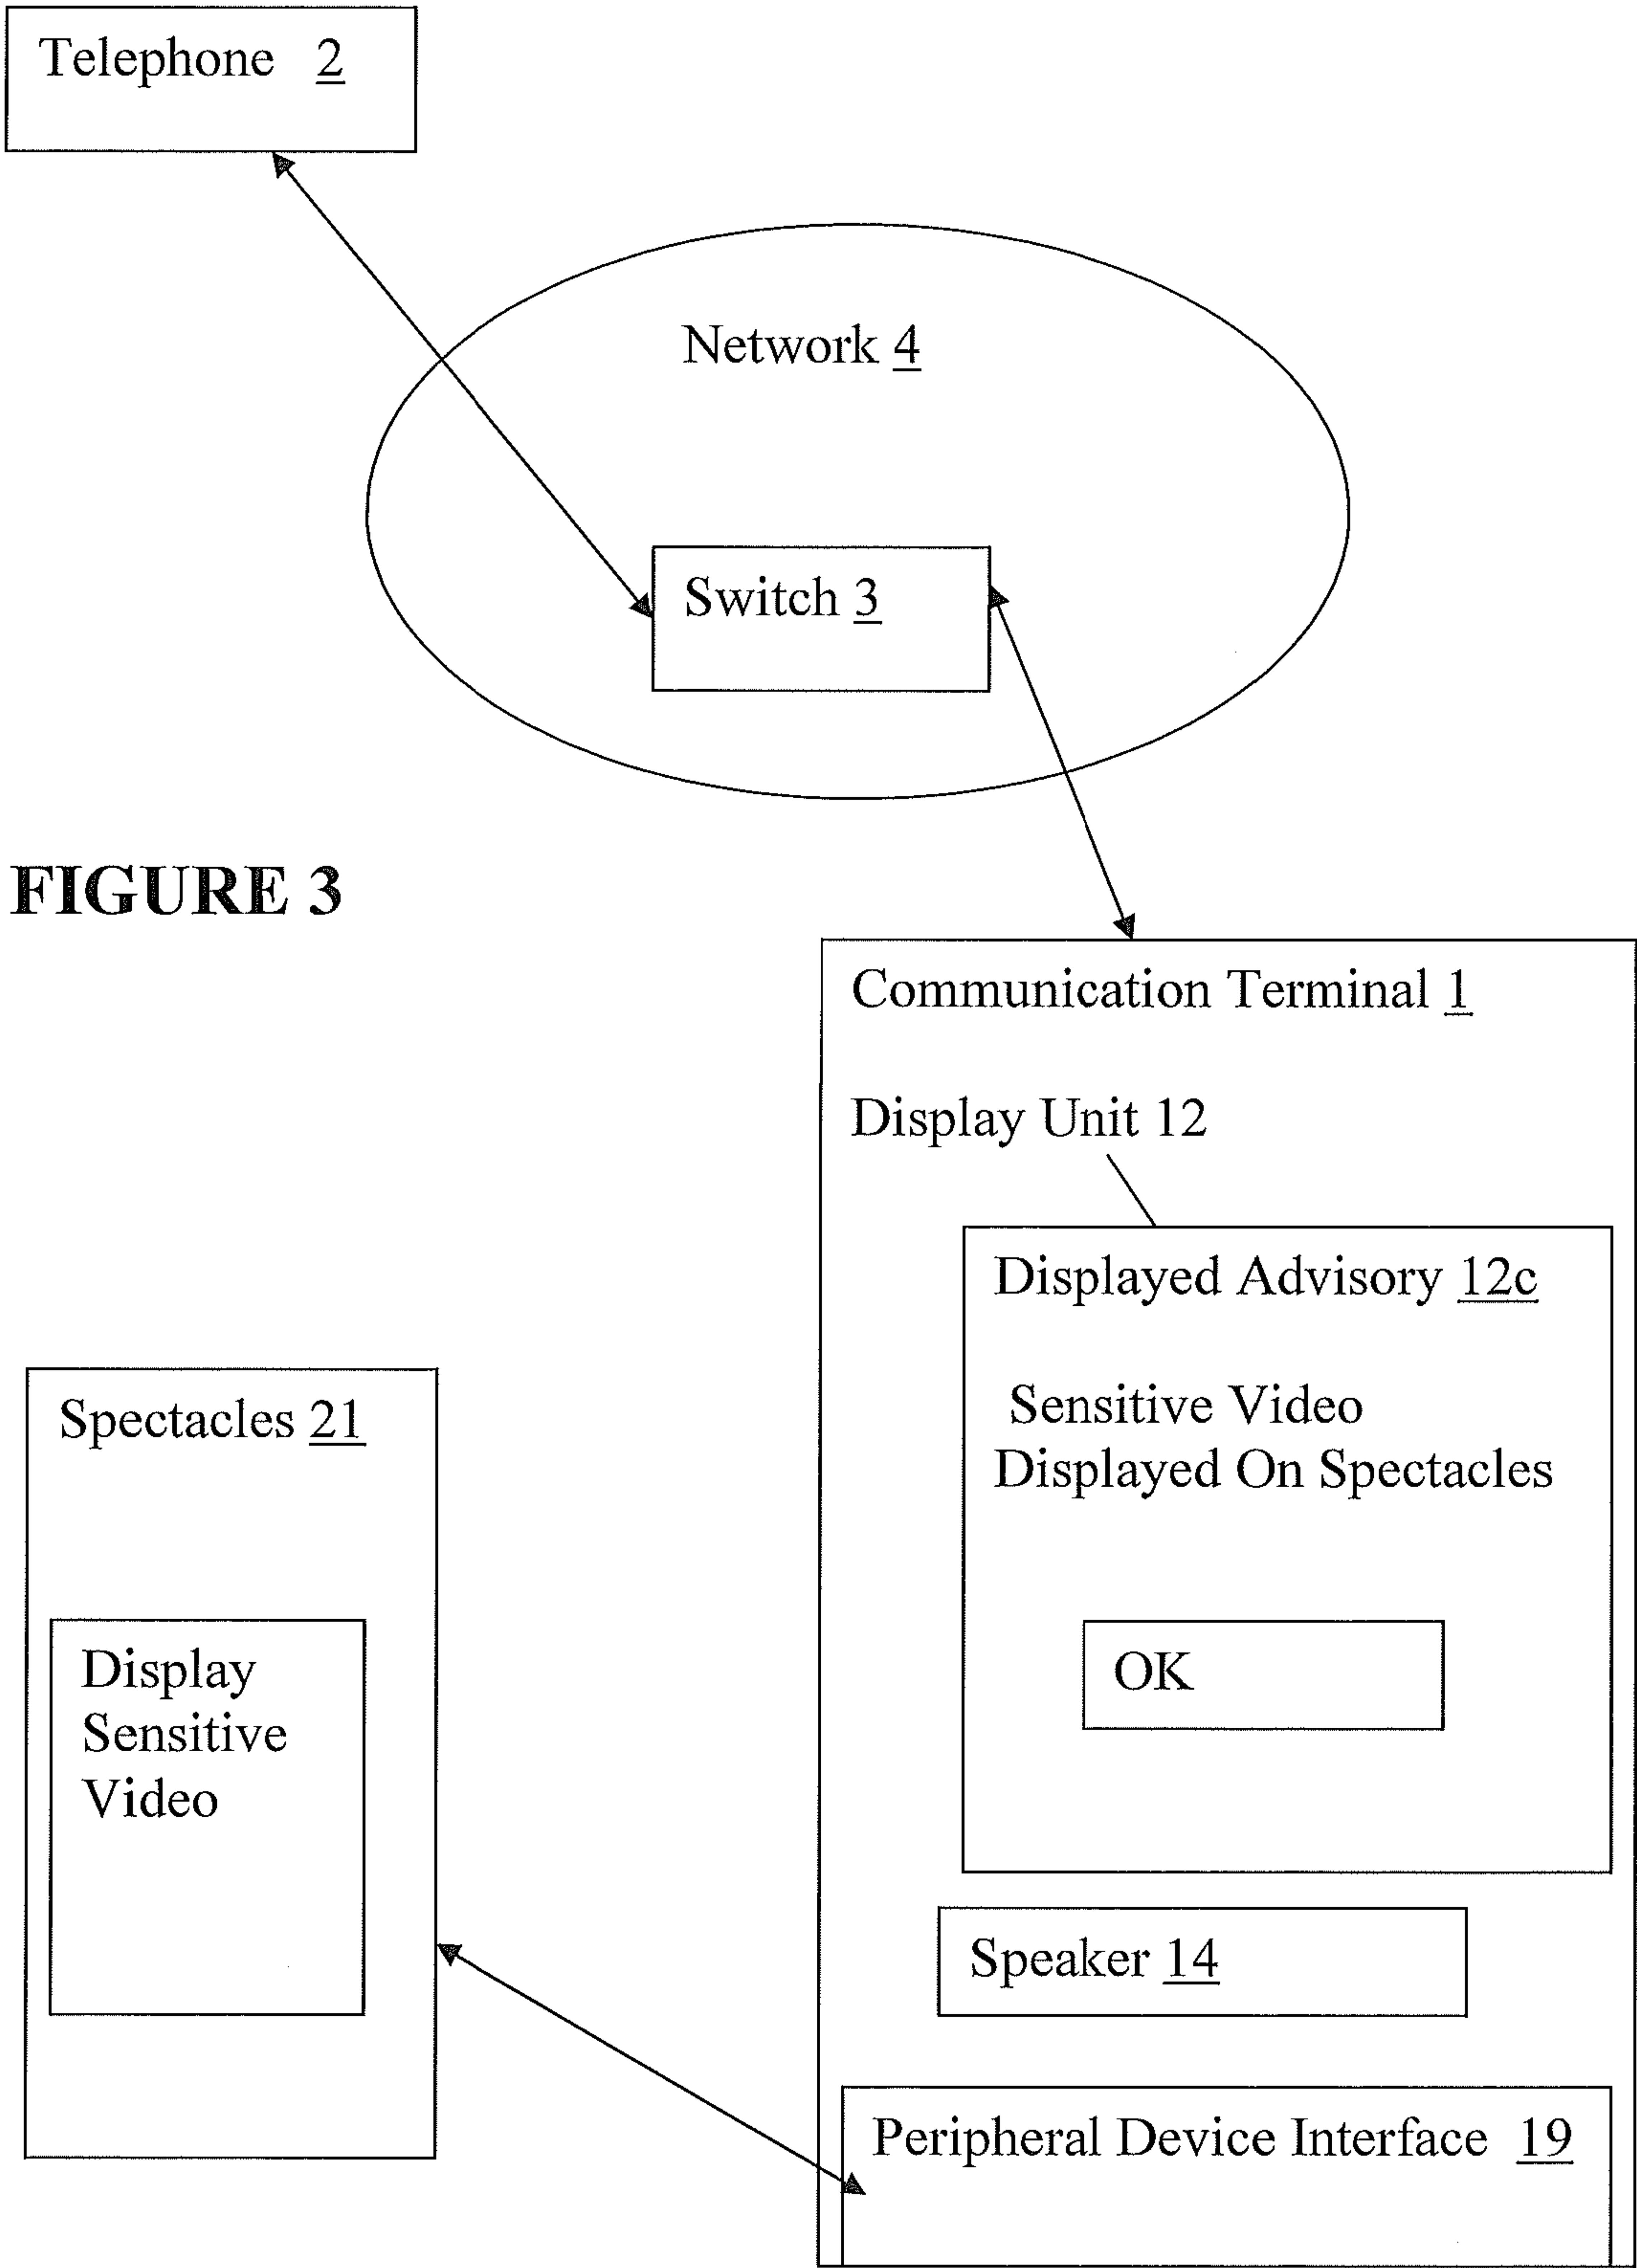 Telephone 2
Network 4
Switch 3
FIGURE 3
Communication Terminal 1
Display Unit 12
Displayed Advisory 12c
Sensitive Video
Displayed On Spectacles
OK
Speaker 14
Peripheral Device Interface 19
Spectacles 21
Display
Sensitive
Video